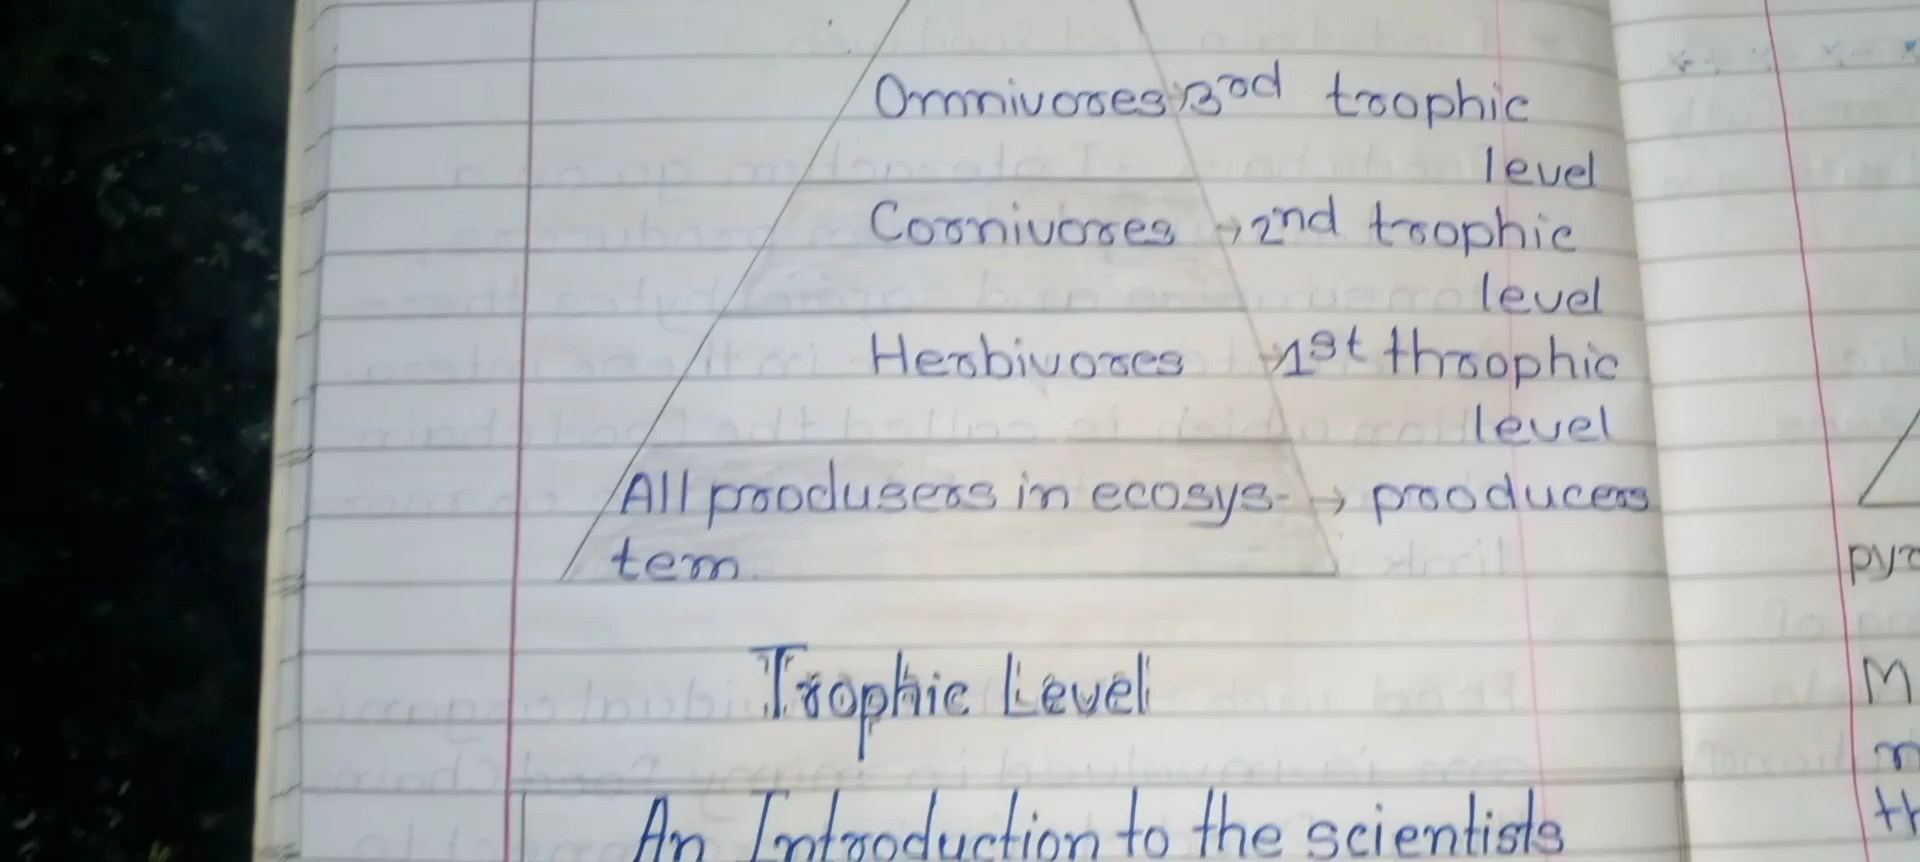 Omnivores → 3rd trophic
level
Carnivores → 2nd trophic
level
Herbivores → 1st throphic
level
All produsers in ecosys- → producers
tem
Trophic Level
An Introduction to the scientists
M